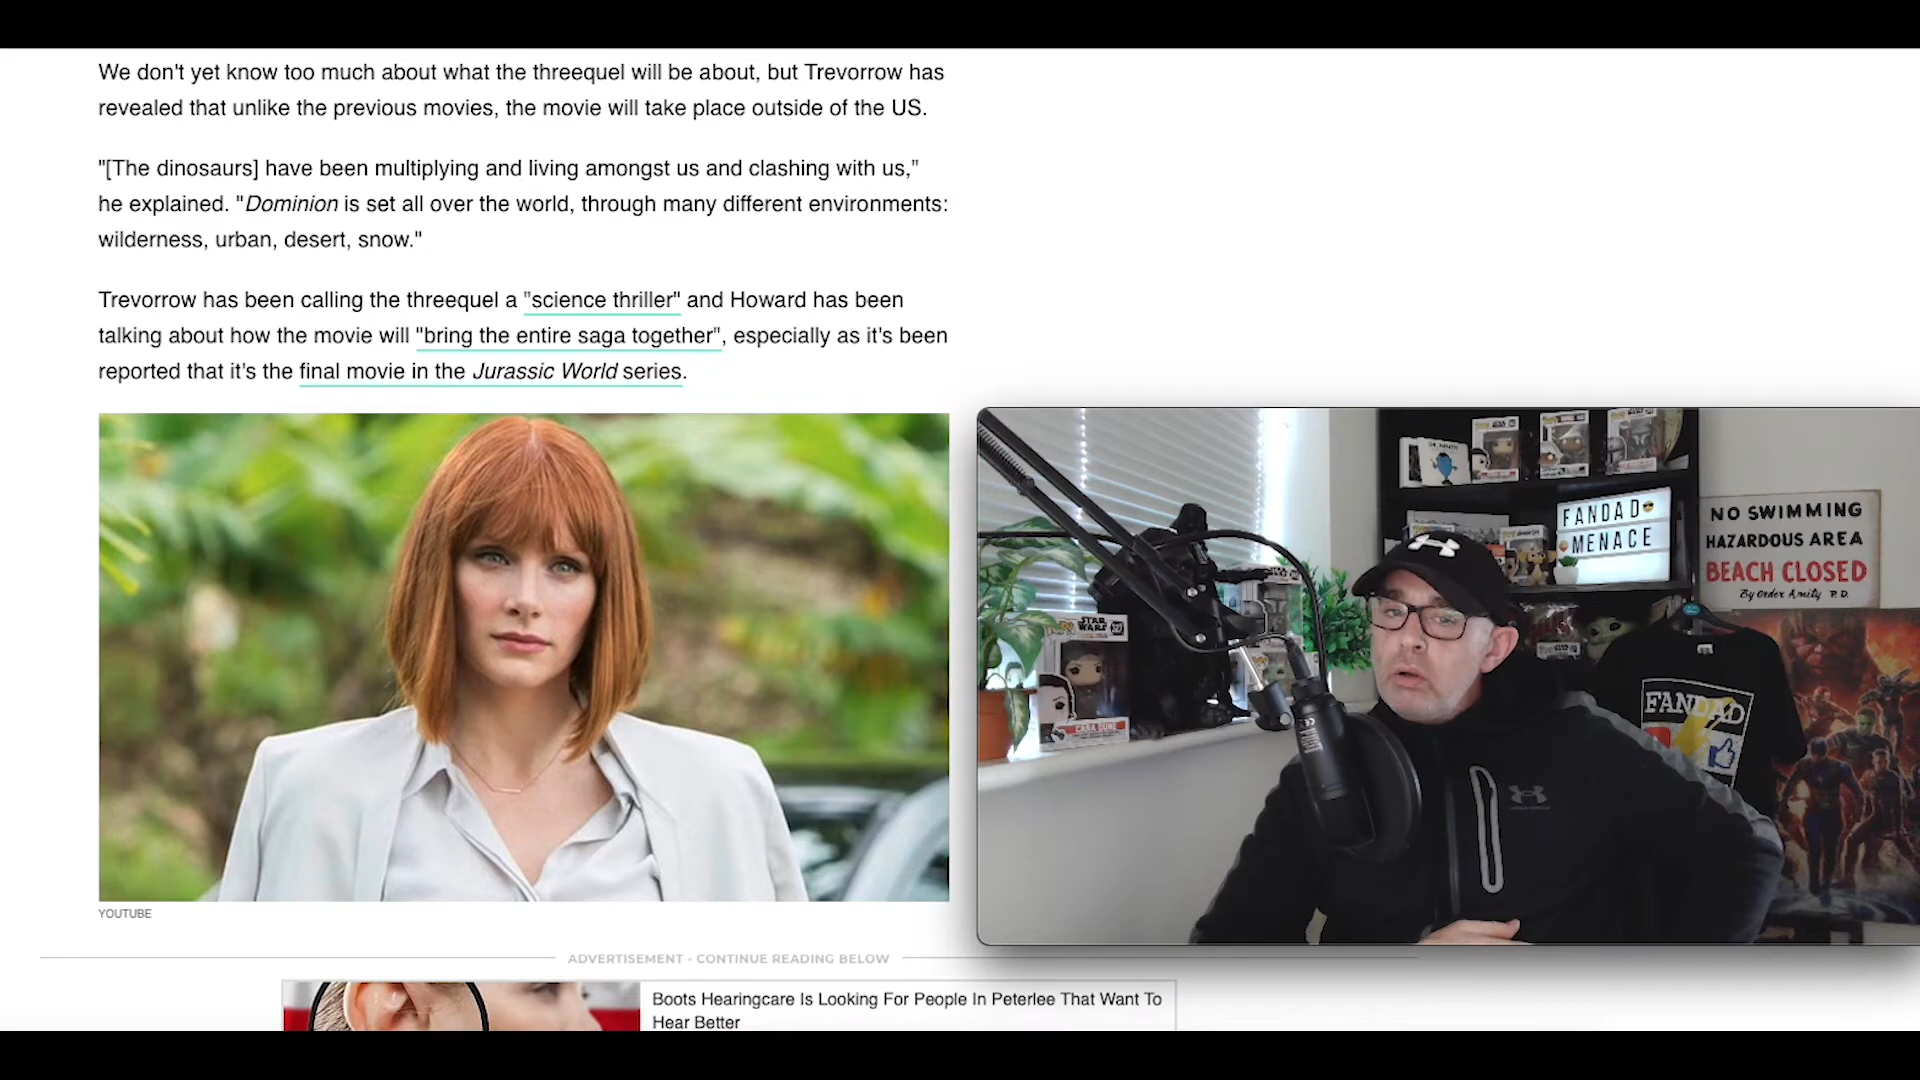 We don't yet know too much about what the threequel will be about, but Trevorrow has
revealed that unlike the previous movies, the movie will take place outside of the US.
"[The dinosaurs] have been multiplying and living amongst us and clashing with us,"
he explained. "Dominion is set all over the world, through many different environments:
wilderness, urban, desert, snow."
Trevorrow has been calling the threequel a "science thriller" and Howard has been
talking about how the movie will "bring the entire saga together", especially as it's been
reported that it's the final movie in the Jurassic World series.
YOUTUBE
FANDAD
MENACE
NO SWIMMING
HAZARDOUS AREA
BEACH CLOSED
By Order Amity P.D.
STAR
WARS
CARA DUNE
FANDAD
ADVERTISEMENT - CONTINUE READING BELOW
Boots Hearingcare Is Looking For People In Peterlee That Want To
Hear Better